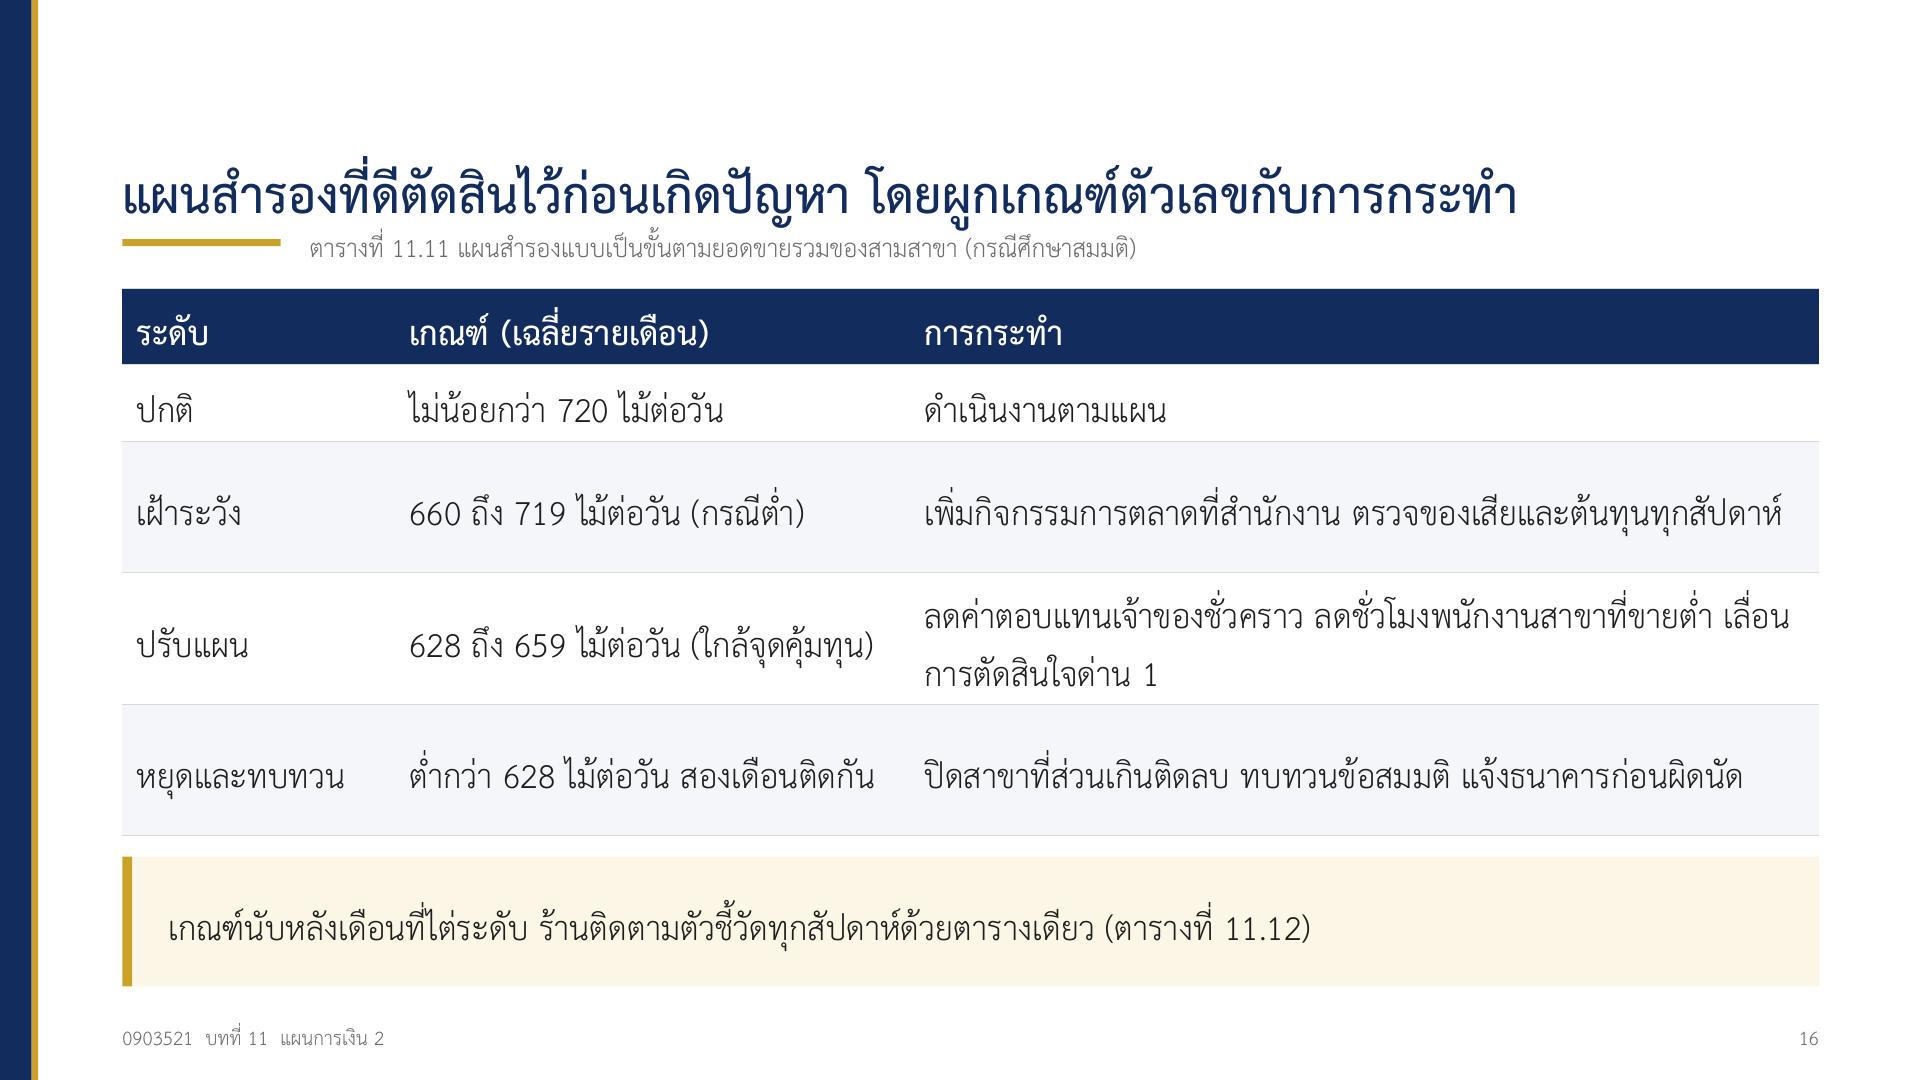 แผนสำรองที่ดีตัดสินไว้ก่อนเกิดปัญหา โดยผูกเกณฑ์ตัวเลขกับการกระทำ
ตารางที่ 11.11 แผนสำรองแบบเป็นขั้นตามยอดขายรวมของสามสาขา (กรณีศึกษาสมมติ)
ระดับ เกณฑ์ (เฉลี่ยรายเดือน) การกระทำ
ปกติ ไม่น้อยกว่า 720 ไม้ต่อวัน ดำเนินงานตามแผน
เฝ้าระวัง 660 ถึง 719 ไม้ต่อวัน (กรณีต่ำ) เพิ่มกิจกรรมการตลาดที่สำนักงาน ตรวจของเสียและต้นทุนทุกสัปดาห์
ปรับแผน 628 ถึง 659 ไม้ต่อวัน (ใกล้จุดคุ้มทุน) ลดค่าตอบแทนเจ้าของชั่วคราว ลดชั่วโมงพนักงานสาขาที่ขายต่ำ เลื่อน
การตัดสินใจด่าน 1
หยุดและทบทวน ต่ำกว่า 628 ไม้ต่อวัน สองเดือนติดกัน ปิดสาขาที่ส่วนเกินติดลบ ทบทวนข้อสมมติ แจ้งธนาคารก่อนผิดนัด
เกณฑ์นับหลังเดือนที่ไต่ระดับ ร้านติดตามตัวชี้วัดทุกสัปดาห์ด้วยตารางเดียว (ตารางที่ 11.12)
0903521 บทที่ 11 แผนการเงิน 2
16